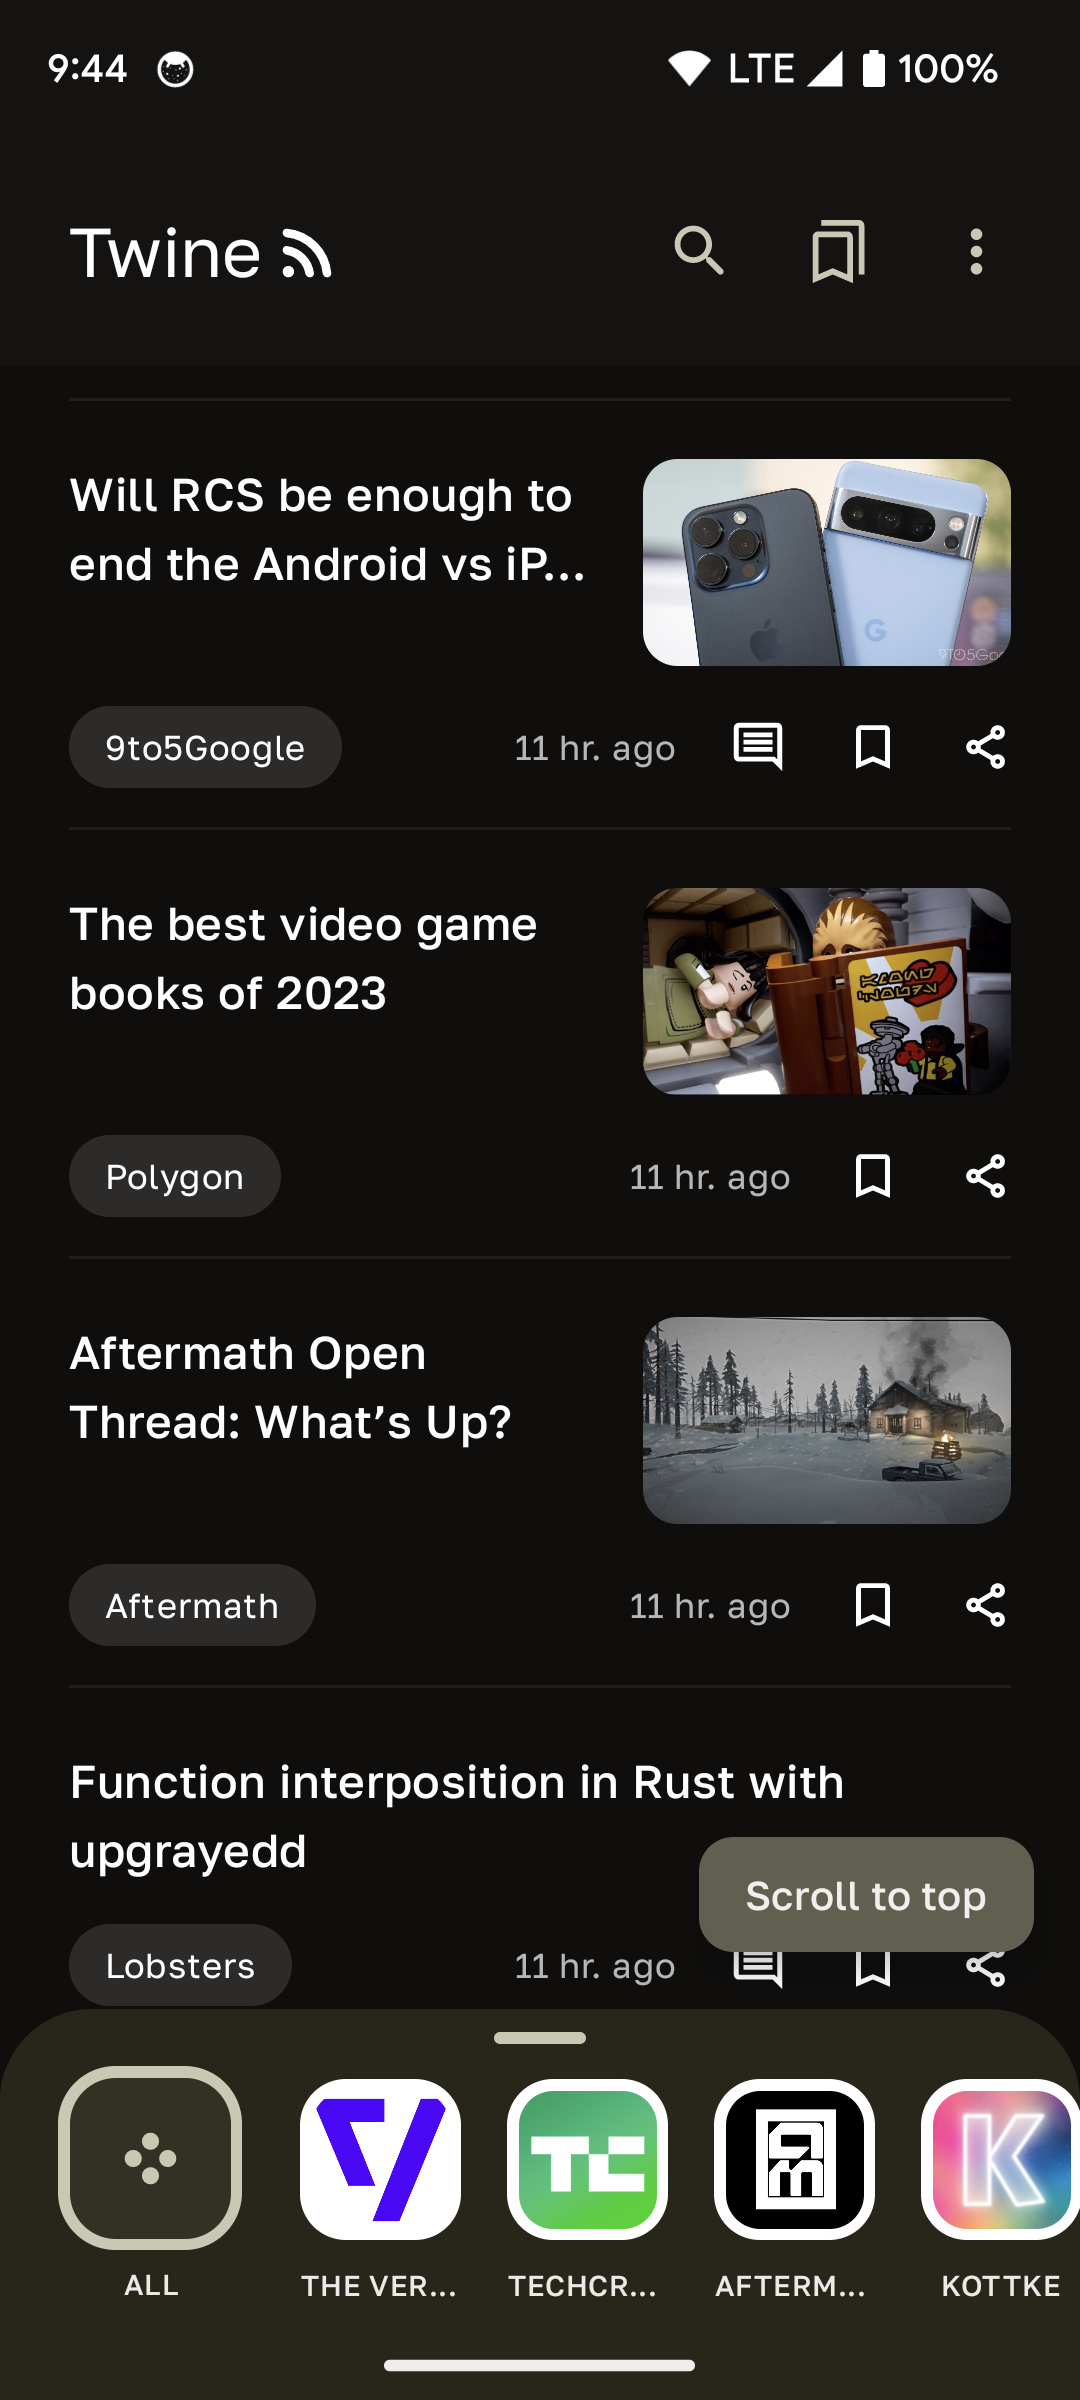 9:44
LTE
100%
Twine
Will RCS be enough to
end the Android vs iP...
9TO5Goo
9to5Google
11 hr. ago
The best video game
books of 2023
Polygon
11 hr. ago
Aftermath Open
Thread: What’s Up?
Aftermath
11 hr. ago
Function interposition in Rust with
upgrayedd
Scroll to top
Lobsters
11 hr. ago
TC
AM
K
ALL
THE VER...
TECHCR...
AFTERM...
KOTTKE